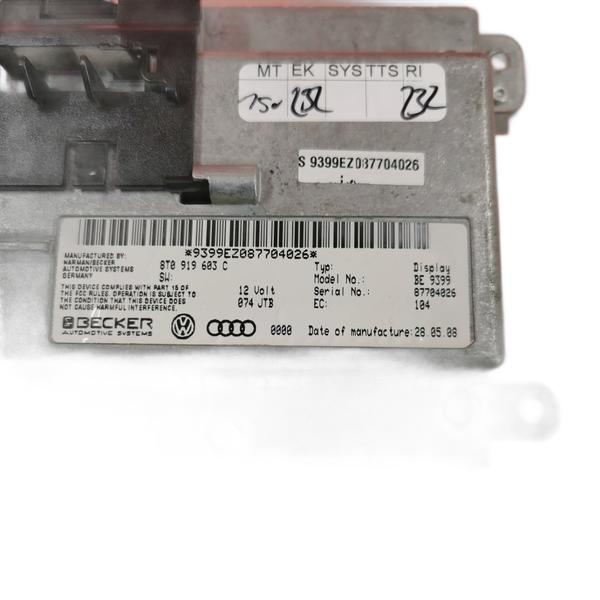 MT EK SYS TTS RI
232 232
S 9399EZ087704026
*9399EZ087704026*
MANUFACTURED BY:
HARMAN/BECKER
AUTOMOTIVE SYSTEMS
GERMANY
8T0 919 603 C
SW:
Typ: Display
Model No.: BE 9399
THIS DEVICE COMPLIES WITH PART 15 OF
THE FCC RULES. OPERATION IS SUBJECT TO
THE CONDITION THAT THIS DEVICE DOES
NOT CAUSE HARMFUL INTERFERENCE.
12 Volt
074 JTB
Serial No.: 87704026
EC: 104
BECKER
AUTOMOTIVE SYSTEMS
0000 Date of manufacture: 28.05.08